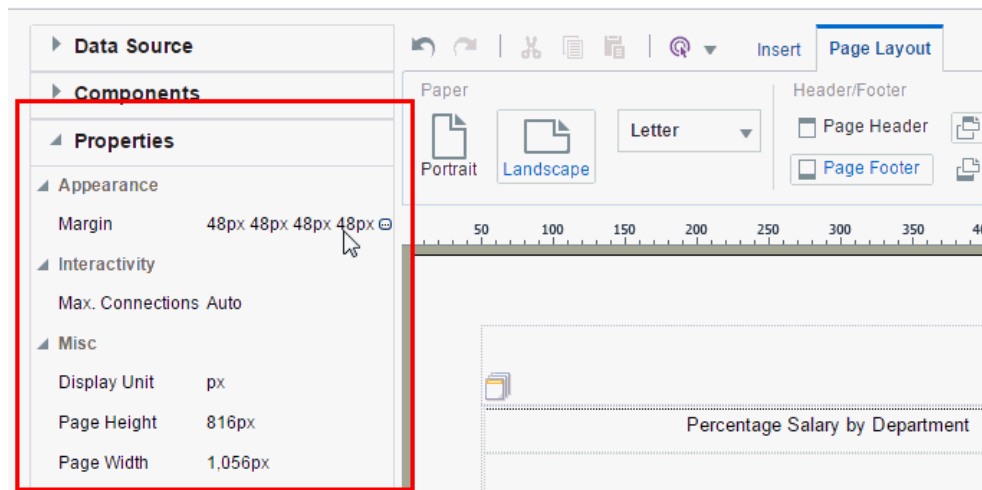 Data Source
Components
Properties
Appearance
Margin 48px 48px 48px 48px
Interactivity
Max. Connections Auto
Misc
Display Unit px
Page Height 816px
Page Width 1,056px
Insert Page Layout
Paper
Portrait
Landscape
Letter
Header/Footer
Page Header
Page Footer
50 100 150 200 250 300 350
Percentage Salary by Department